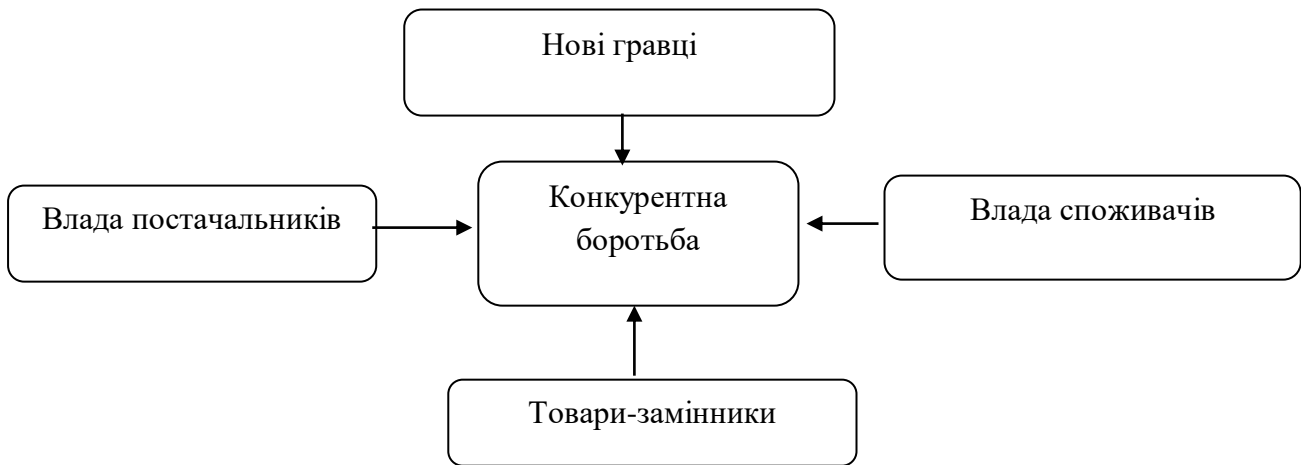 Нові гравці
Влада постачальників
Конкурентна
боротьба
Влада споживачів
Товари-замінники